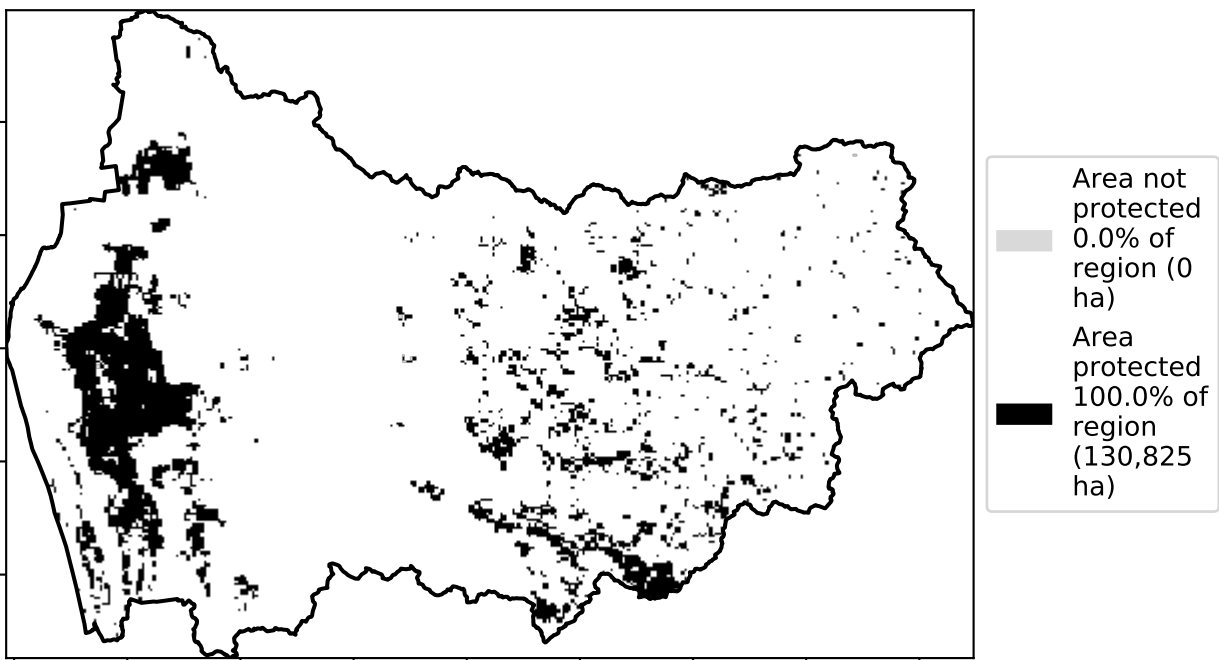 Area not
protected
0.0% of
region (0
ha)
Area
protected
100.0% of
region
(130,825
ha)